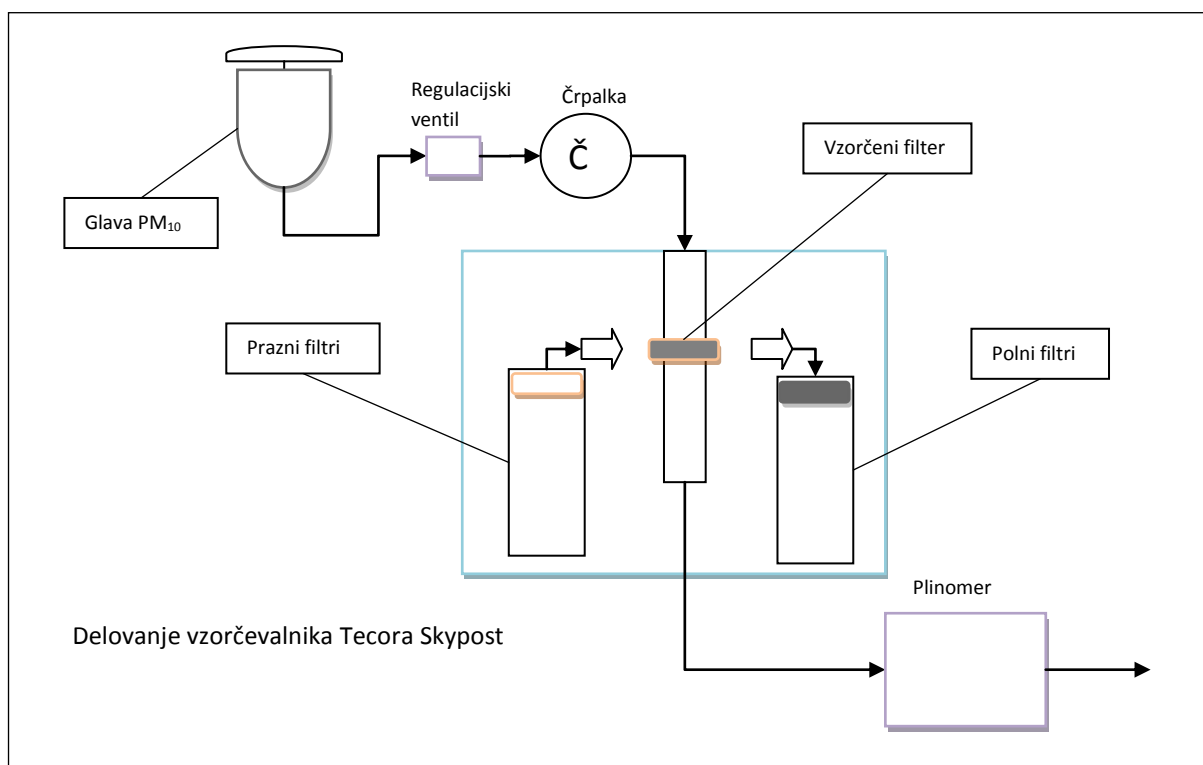 Regulacijski
ventil
Črpalka
Č
Vzorčeni filter
Glava PM₁₀
Prazni filtri
Polni filtri
Plinomer
Delovanje vzorčevalnika Tecora Skypost